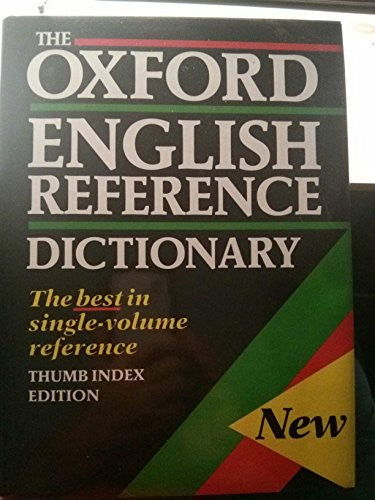 THE
OXFORD
ENGLISH
REFERENCE
DICTIONARY
The best in
single-volume
reference
THUMB INDEX
EDITION
New